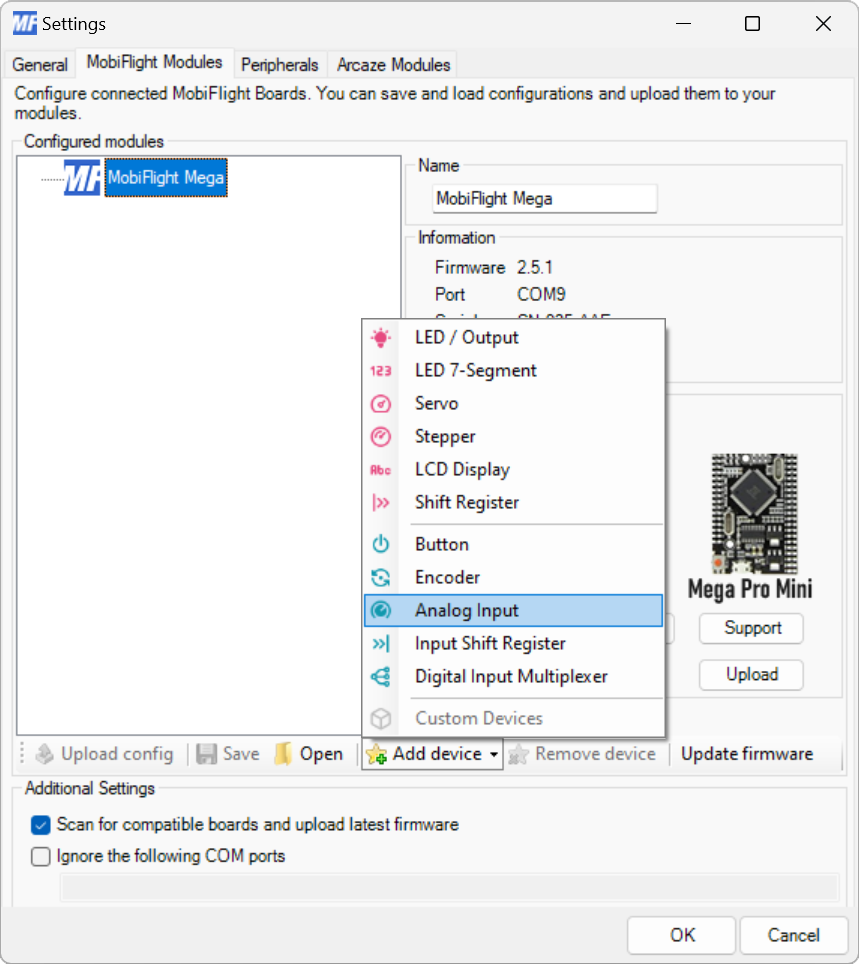 MF Settings
General MobiFlight Modules Peripherals Arcaze Modules
Configure connected MobiFlight Boards. You can save and load configurations and upload them to your
modules.
Configured modules
MF MobiFlight Mega
Name
MobiFlight Mega
Information
Firmware 2.5.1
Port COM9
LED / Output
123 LED 7-Segment
Servo
Stepper
Abc LCD Display
Shift Register
Button
Encoder
Analog Input
Input Shift Register
Digital Input Multiplexer
Custom Devices
Mega Pro Mini
Support
Upload
Upload config Save Open Add device Remove device Update firmware
Additional Settings
Scan for compatible boards and upload latest firmware
Ignore the following COM ports
OK Cancel